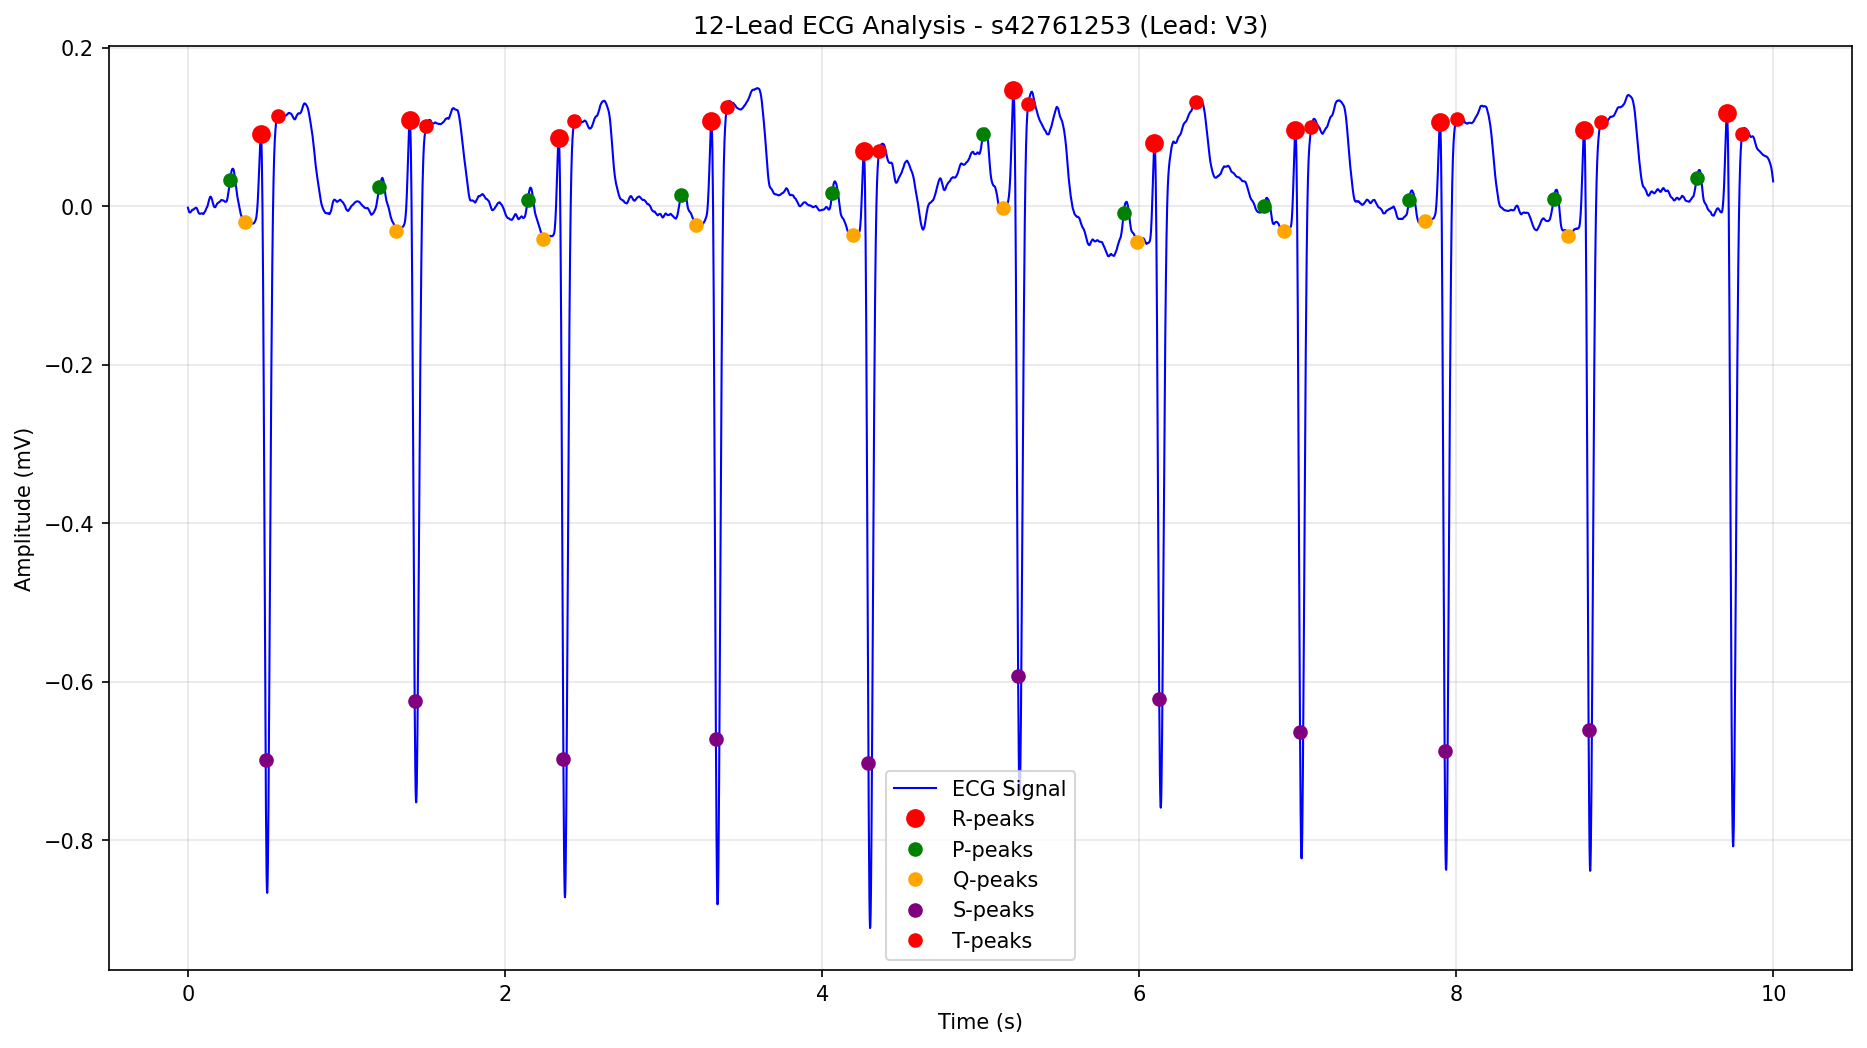 12-Lead ECG Analysis - s42761253 (Lead: V3)
Amplitude (mV)
0.2
0.0
−0.2
−0.4
−0.6
−0.8
ECG Signal
R-peaks
P-peaks
Q-peaks
S-peaks
T-peaks
0 2 4 6 8 10
Time (s)